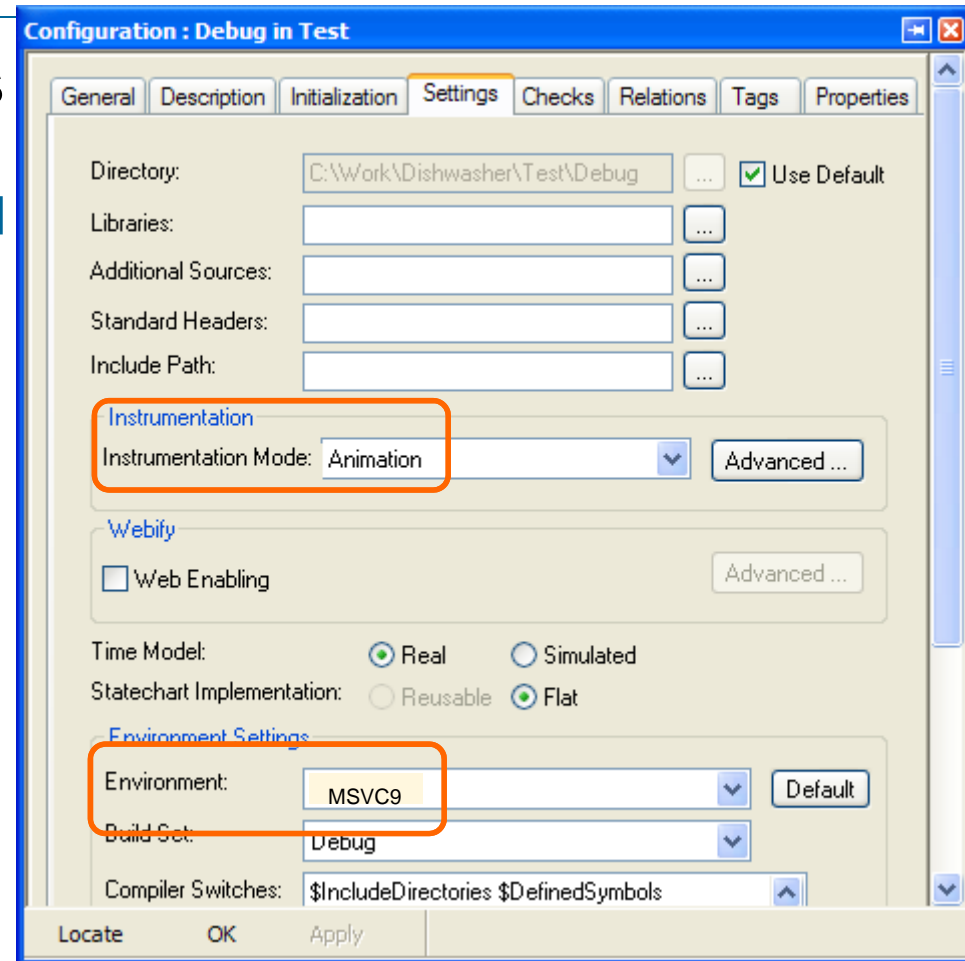 Configuration : Debug in Test
General Description Initialization Settings Checks Relations Tags Properties
Directory: C:\Work\Dishwasher\Test\Debug ... Use Default
Libraries: ...
Additional Sources: ...
Standard Headers: ...
Include Path: ...
Instrumentation
Instrumentation Mode: Animation Advanced ...
Webify
Web Enabling Advanced ...
Time Model: Real Simulated
Statechart Implementation: Reusable Flat
Environment Settings
Environment: MSVC9 Default
Build Set: Debug
Compiler Switches: $IncludeDirectories $DefinedSymbols
Locate OK Apply